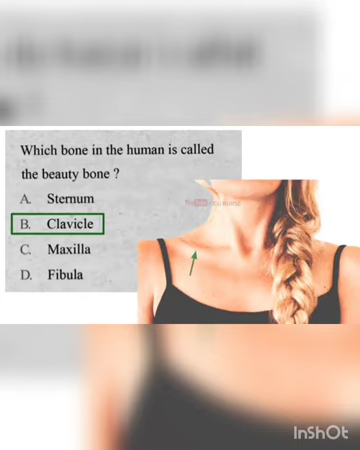 Which bone in the human is called
the beauty bone ?
A. Sternum
B. Clavicle
C. Maxilla
D. Fibula
InShOt